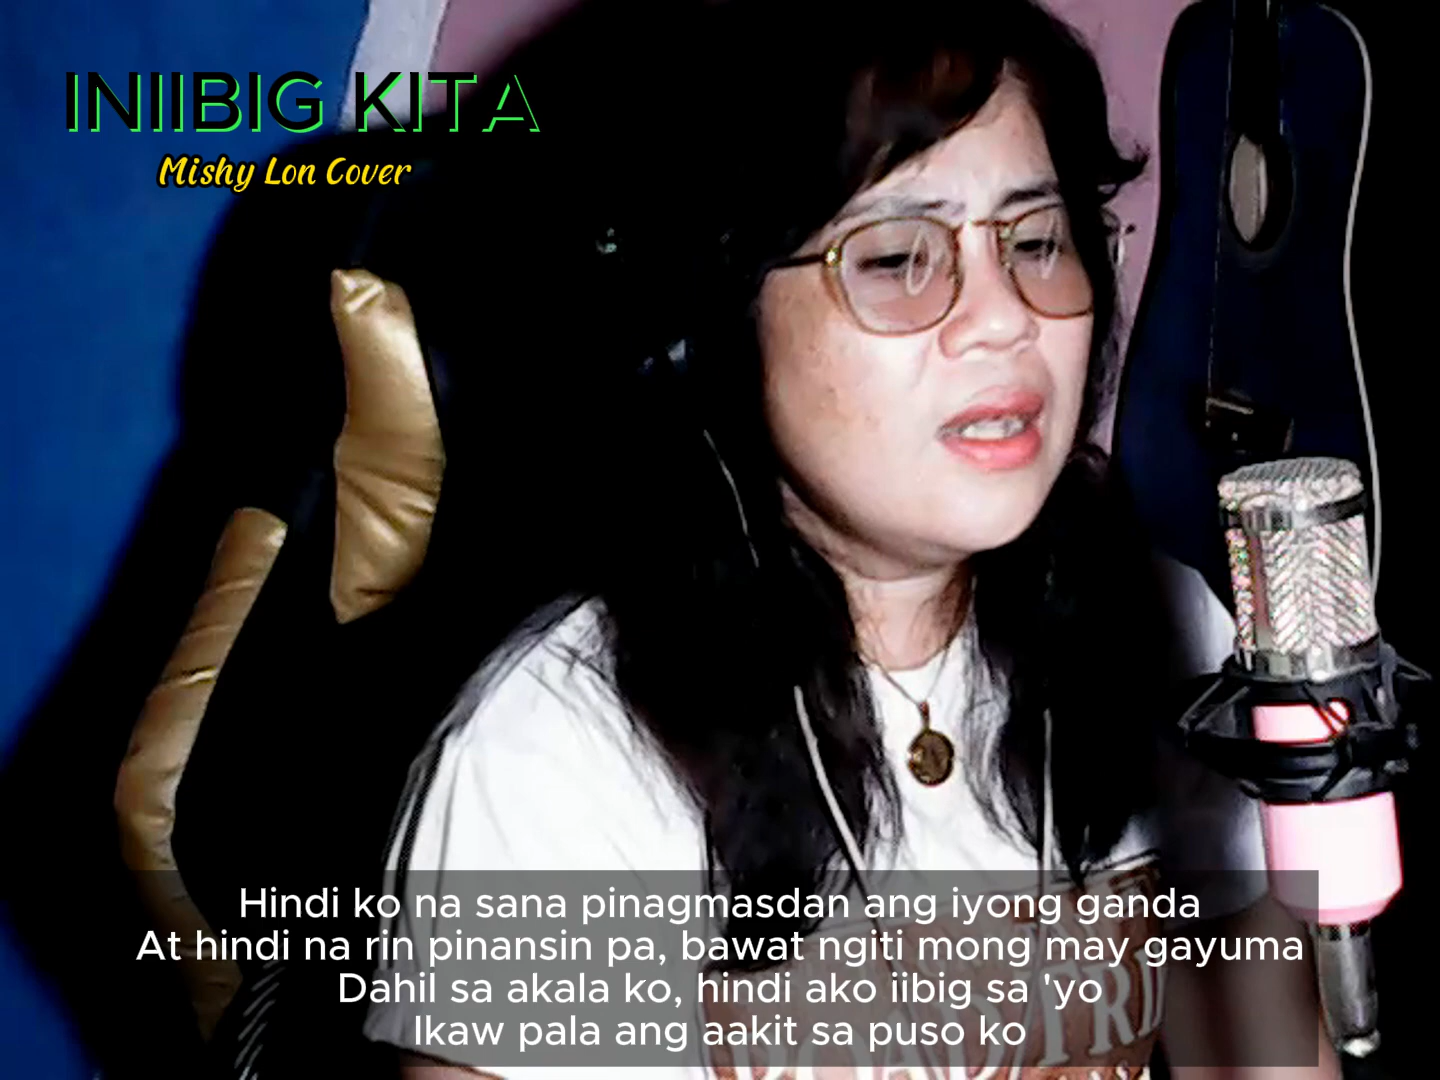 INIIBIG KITA
Mishy Lon Cover
Hindi ko na sana pinagmasdan ang iyong ganda
At hindi na rin pinansin pa, bawat ngiti mong may gayuma
Dahil sa akala ko, hindi ako iibig sa 'yo
Ikaw pala ang aakit sa puso ko